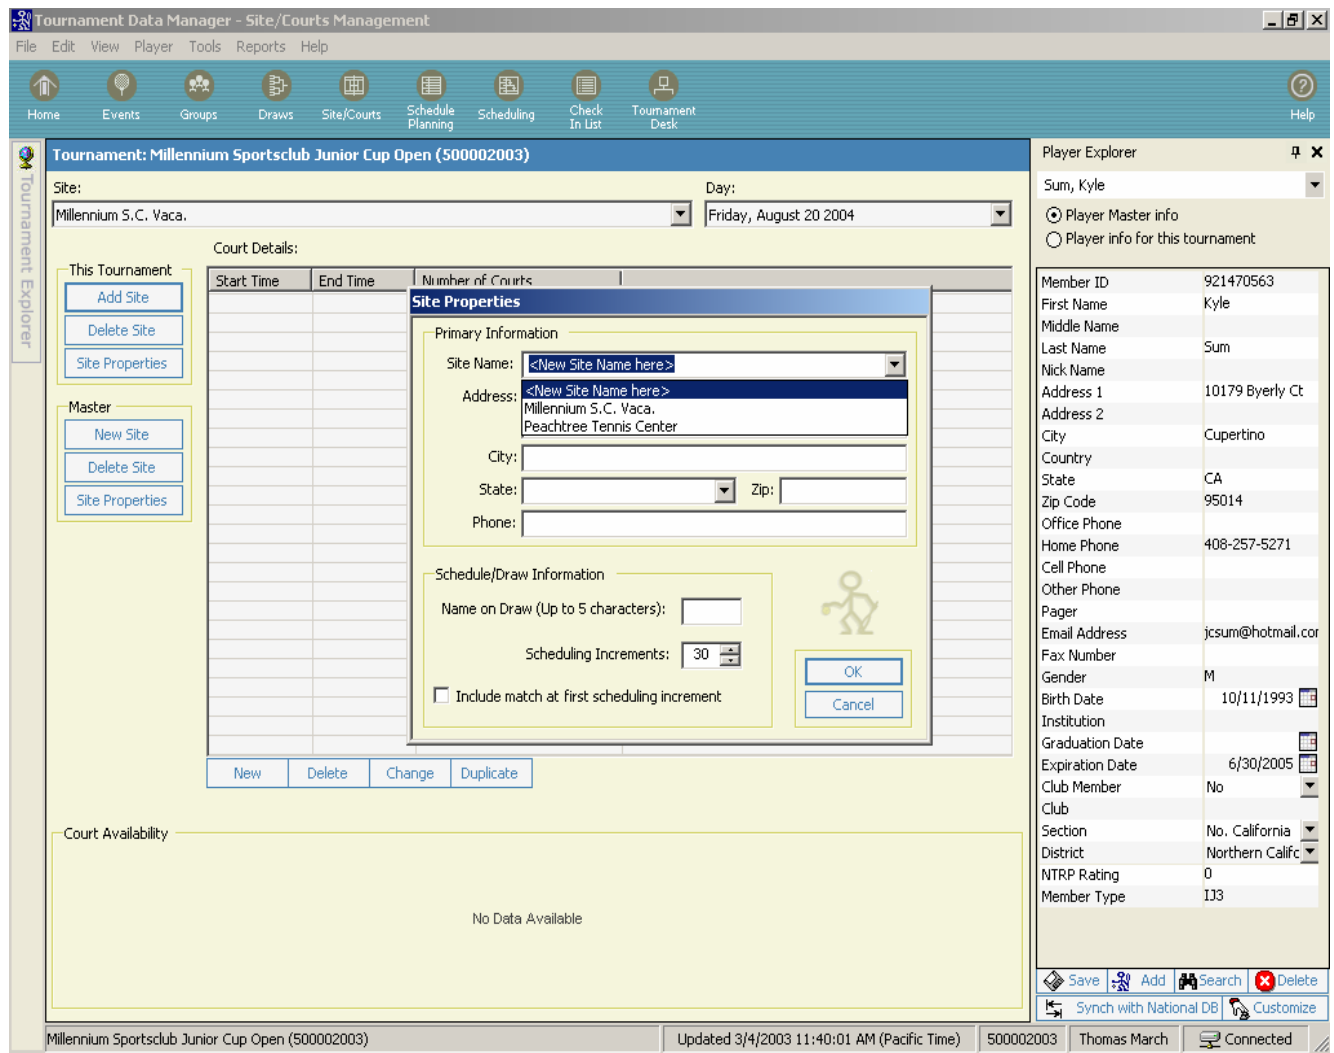 Tournament Data Manager - Site/Courts Management
File Edit View Player Tools Reports Help
Home Events Groups Draws Site/Courts Schedule Planning Scheduling Check In List Tournament Desk Help
Tournament Explorer
Tournament: Millennium Sportsclub Junior Cup Open (500002003)
Site:
Day:
Millennium S.C. Vaca.
Friday, August 20 2004
Court Details:
Start Time End Time Number of Courts
This Tournament
Add Site
Delete Site
Site Properties
Master
New Site
Delete Site
Site Properties
Site Properties
Primary Information
Site Name: <New Site Name here>
<New Site Name here>
Millennium S.C. Vaca.
Peachtree Tennis Center
Address:
City:
State:
Zip:
Phone:
Schedule/Draw Information
Name on Draw (Up to 5 characters):
Scheduling Increments: 30
Include match at first scheduling increment
OK
Cancel
New Delete Change Duplicate
Court Availability
No Data Available
Player Explorer
Sum, Kyle
Player Master info
Player info for this tournament
Member ID 921470563
First Name Kyle
Middle Name
Last Name Sum
Nick Name
Address 1 10179 Byerly Ct
Address 2
City Cupertino
Country
State CA
Zip Code 95014
Office Phone
Home Phone 408-257-5271
Cell Phone
Other Phone
Pager
Email Address jcsum@hotmail.cor
Fax Number
Gender M
Birth Date 10/11/1993
Institution
Graduation Date
Expiration Date 6/30/2005
Club Member No
Club
Section No. California
District Northern Califc
NTRP Rating 0
Member Type IJ3
Save Add Search Delete
Synch with National DB Customize
Millennium Sportsclub Junior Cup Open (500002003) Updated 3/4/2003 11:40:01 AM (Pacific Time) 500002003 Thomas March Connected